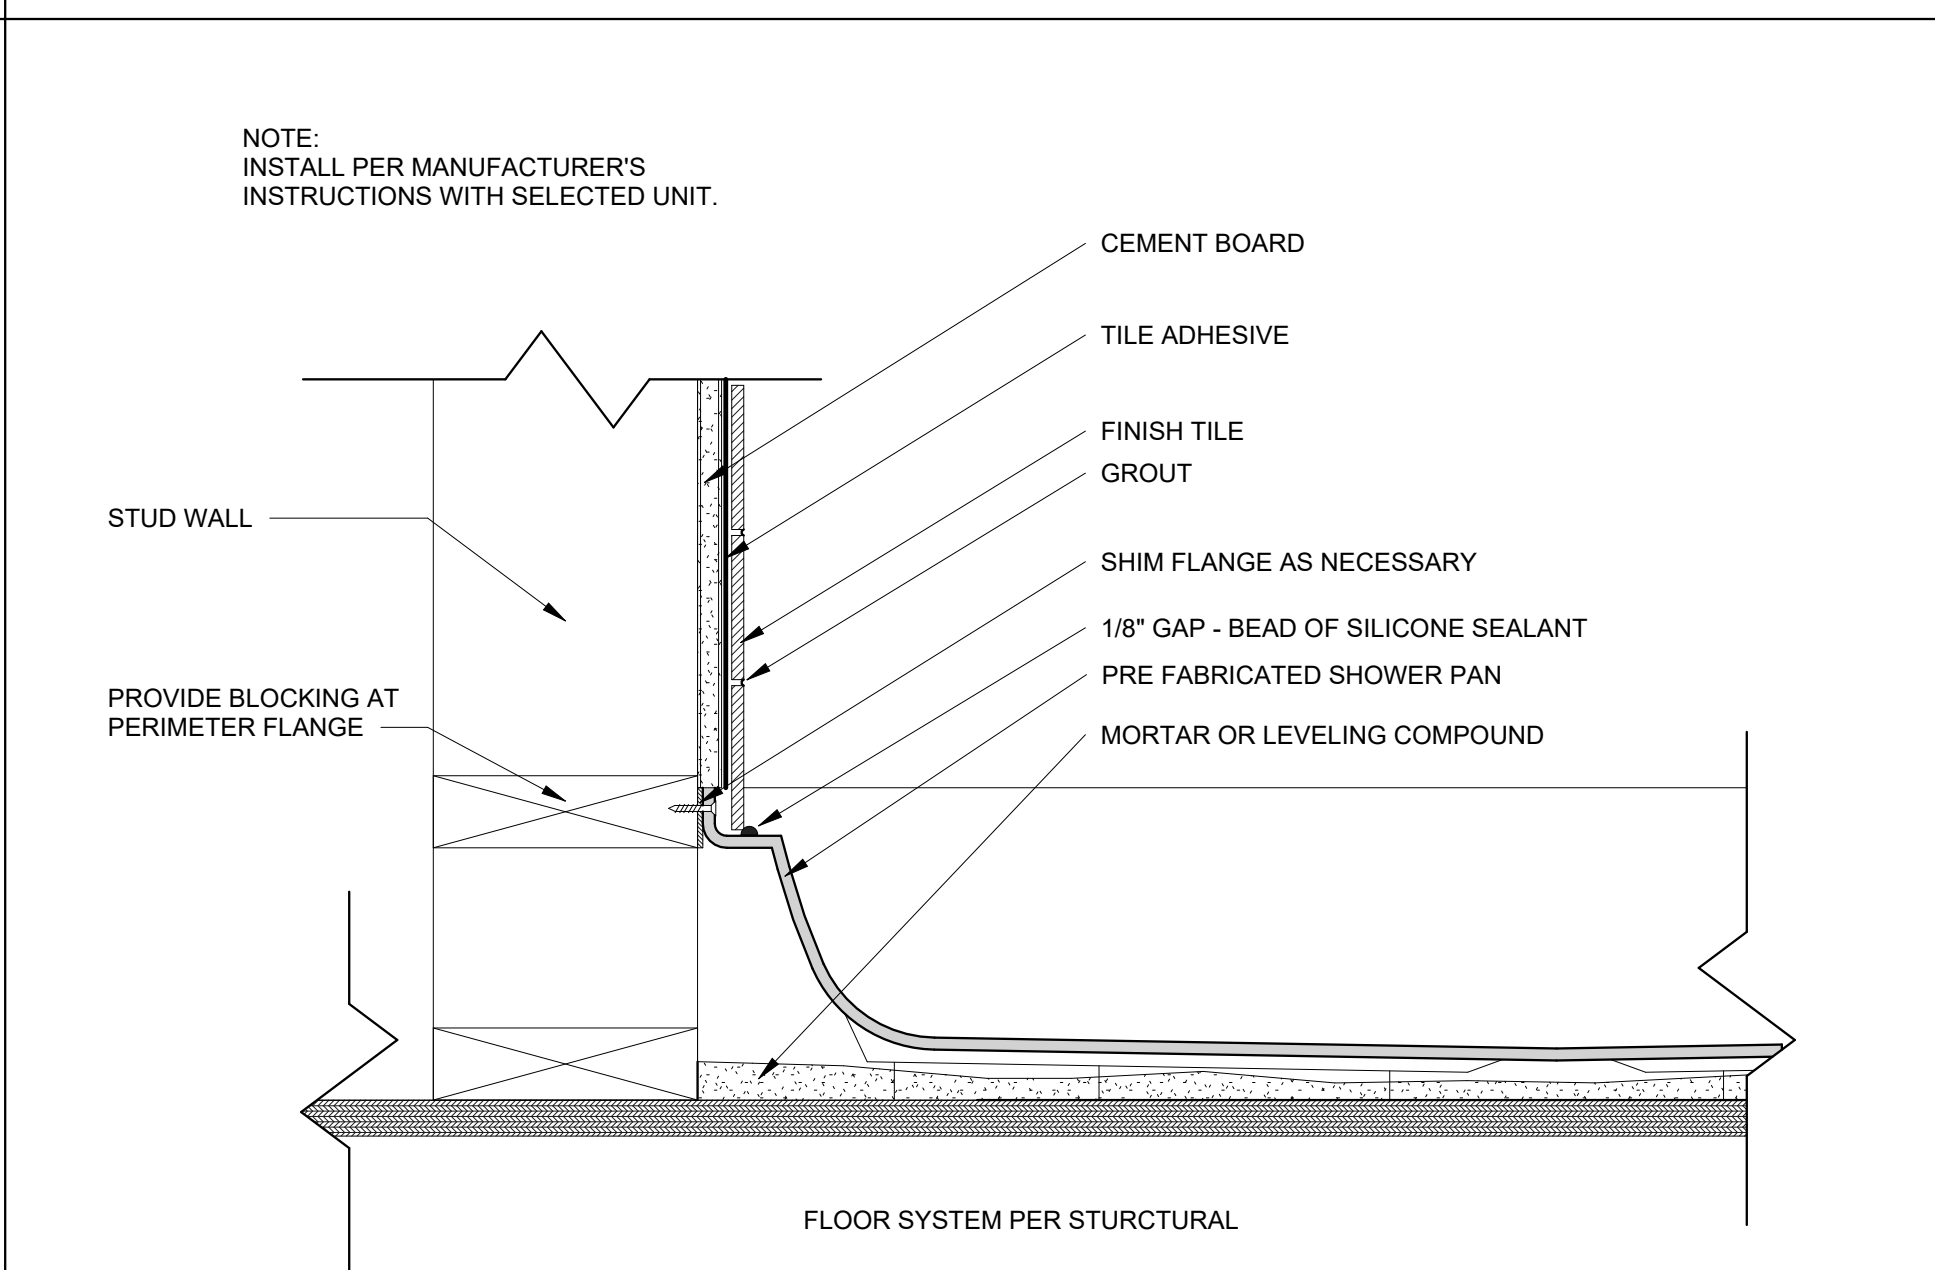 NOTE:
INSTALL PER MANUFACTURER'S
INSTRUCTIONS WITH SELECTED UNIT.
CEMENT BOARD
TILE ADHESIVE
FINISH TILE
GROUT
STUD WALL
SHIM FLANGE AS NECESSARY
1/8" GAP - BEAD OF SILICONE SEALANT
PRE FABRICATED SHOWER PAN
PROVIDE BLOCKING AT
PERIMETER FLANGE
MORTAR OR LEVELING COMPOUND
FLOOR SYSTEM PER STURCTURAL